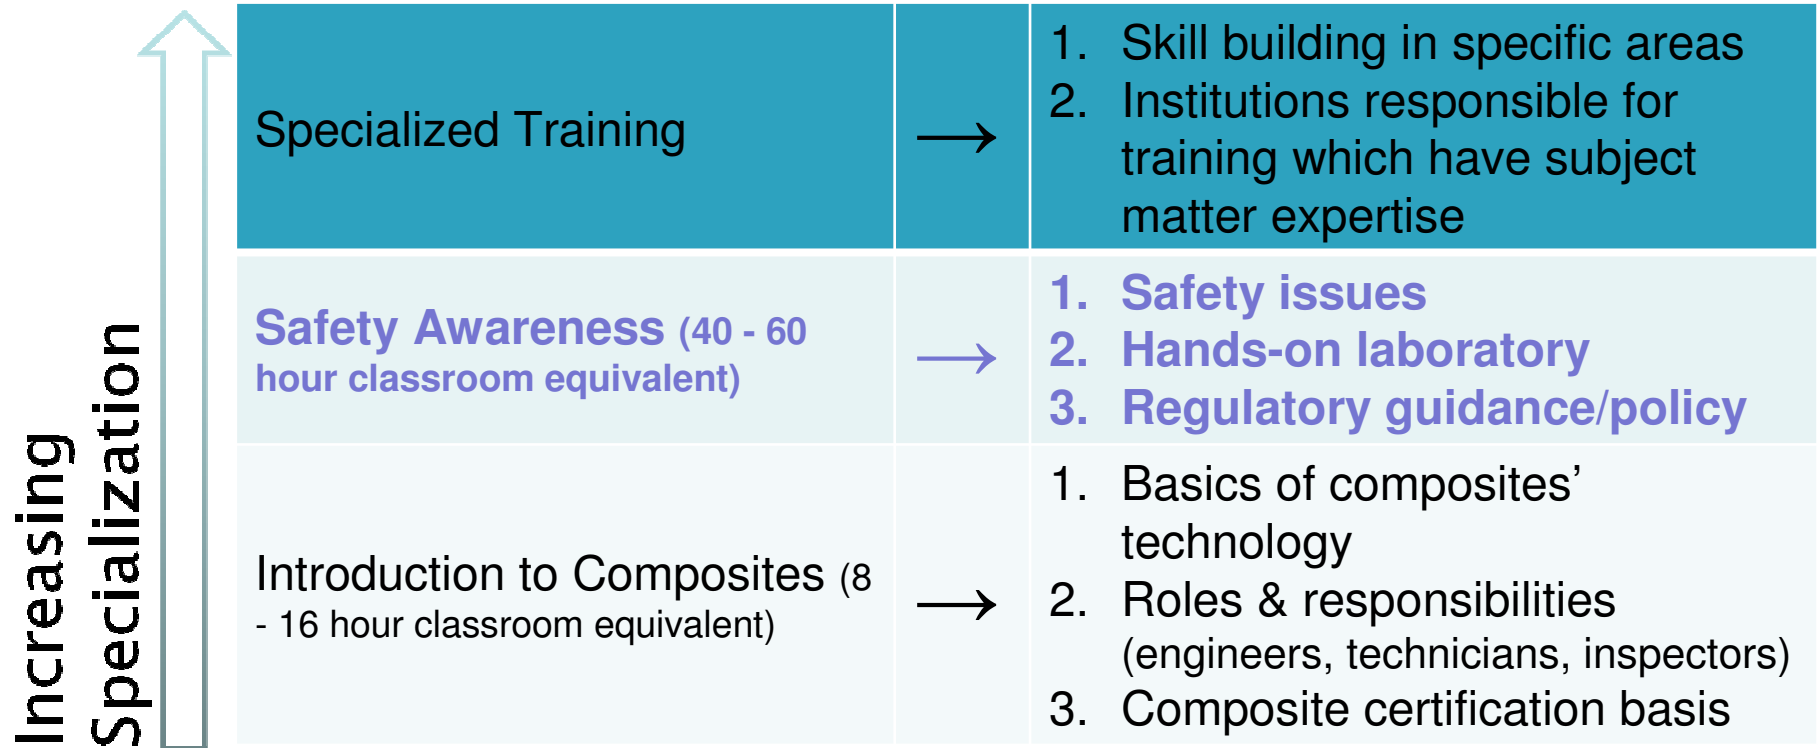 Increasing
Specialization
Specialized Training
→
1. Skill building in specific areas
2. Institutions responsible for
training which have subject
matter expertise
Safety Awareness (40 - 60
hour classroom equivalent)
→
1. Safety issues
2. Hands-on laboratory
3. Regulatory guidance/policy
Introduction to Composites (8
- 16 hour classroom equivalent)
→
1. Basics of composites’
technology
2. Roles & responsibilities
(engineers, technicians, inspectors)
3. Composite certification basis